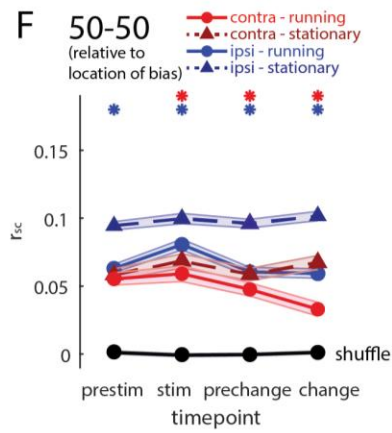 F 50-50
(relative to
location of bias)
contra - running
contra - stationary
ipsi - running
ipsi - stationary
* * *
* * * *
0.15
0.1
0.05
0
r_sc
shuffle
prestim stim prechange change
timepoint